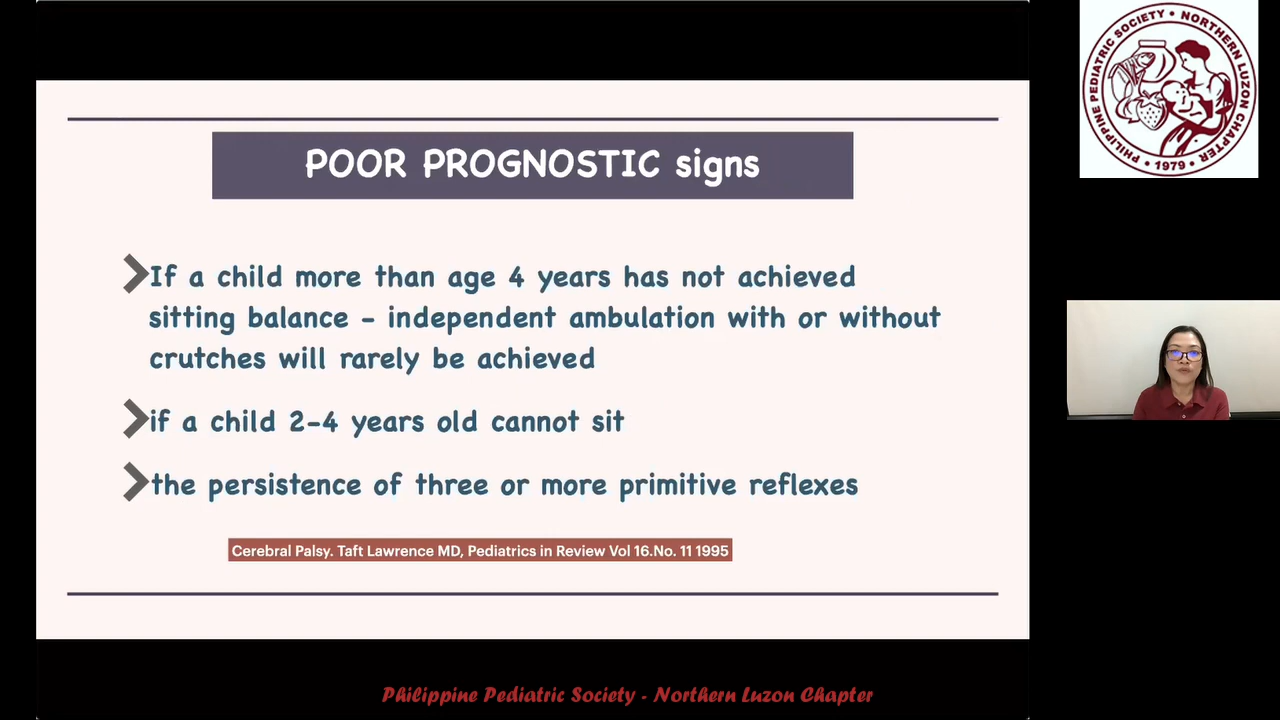 POOR PROGNOSTIC signs
If a child more than age 4 years has not achieved
sitting balance - independent ambulation with or without
crutches will rarely be achieved
if a child 2-4 years old cannot sit
the persistence of three or more primitive reflexes
Cerebral Palsy. Taft Lawrence MD, Pediatrics in Review Vol 16.No. 11 1995
PHILIPPINE PEDIATRIC SOCIETY • NORTHERN LUZON CHAPTER
• 1979 •
Philippine Pediatric Society - Northern Luzon Chapter